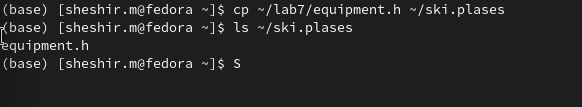 (base) [sheshir.m@fedora ~]$ cp ~/lab7/equipment.h ~/ski.plases
(base) [sheshir.m@fedora ~]$ ls ~/ski.plases
equipment.h
(base) [sheshir.m@fedora ~]$ S